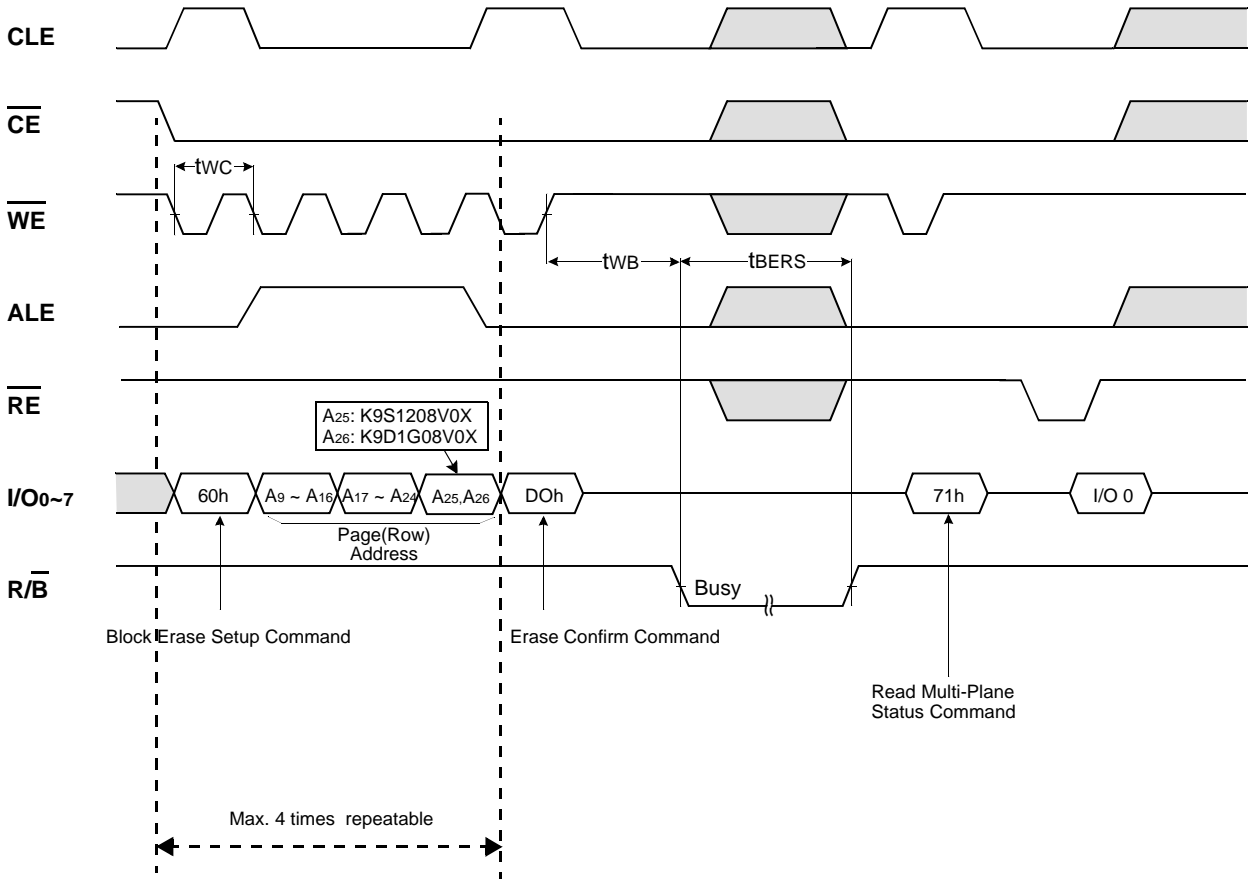 CLE
CE
WE
tWC
tWB
tBERS
ALE
RE
A25: K9S1208V0X
A26: K9D1G08V0X
I/O0~7
60h
A9 ~ A16
A17 ~ A24
A25,A26
DOh
71h
I/O 0
Page(Row)
Address
R/B
Busy
Block Erase Setup Command
Erase Confirm Command
Read Multi-Plane
Status Command
Max. 4 times repeatable